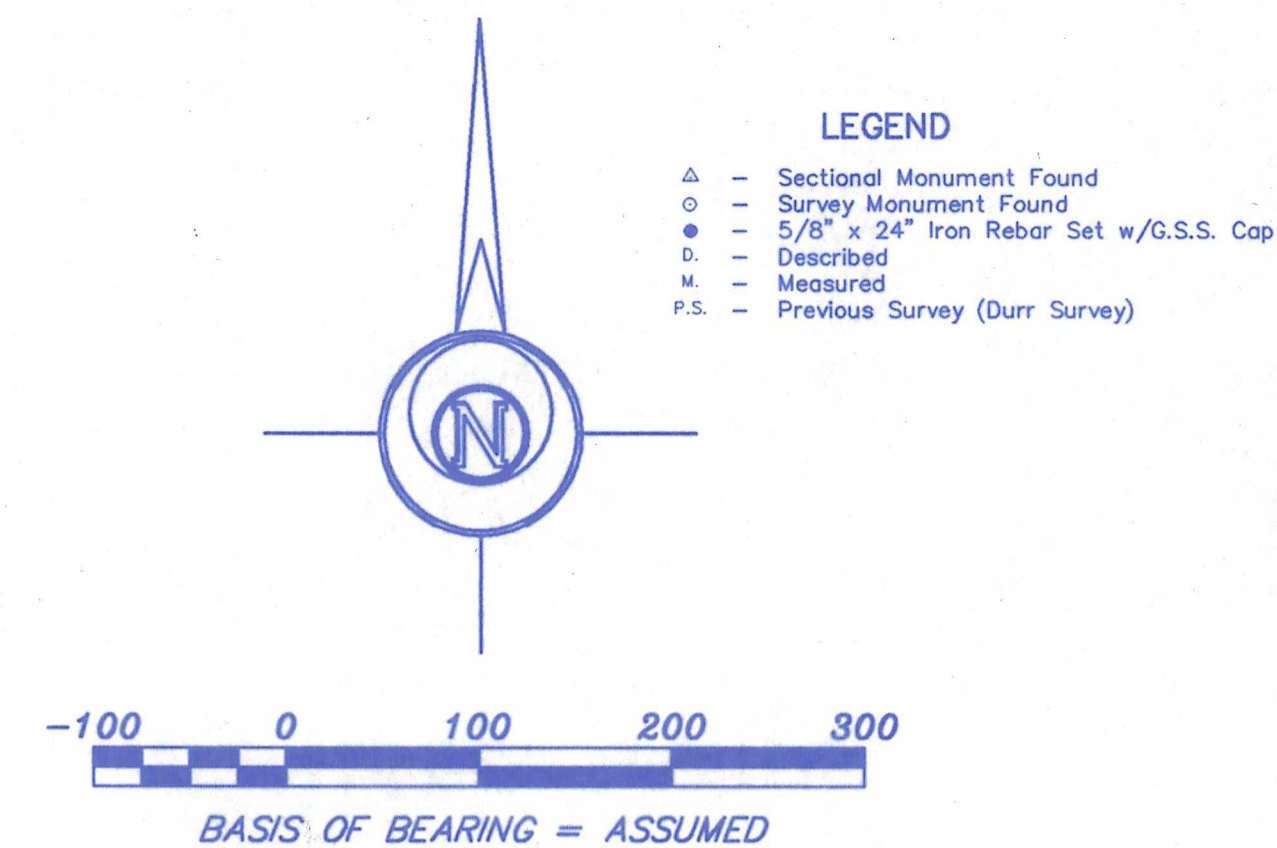 LEGEND
△ – Sectional Monument Found
⊙ – Survey Monument Found
● – 5/8" x 24" Iron Rebar Set w/G.S.S. Cap
D. – Described
M. – Measured
P.S. – Previous Survey (Durr Survey)
N
-100 0 100 200 300
BASIS OF BEARING = ASSUMED